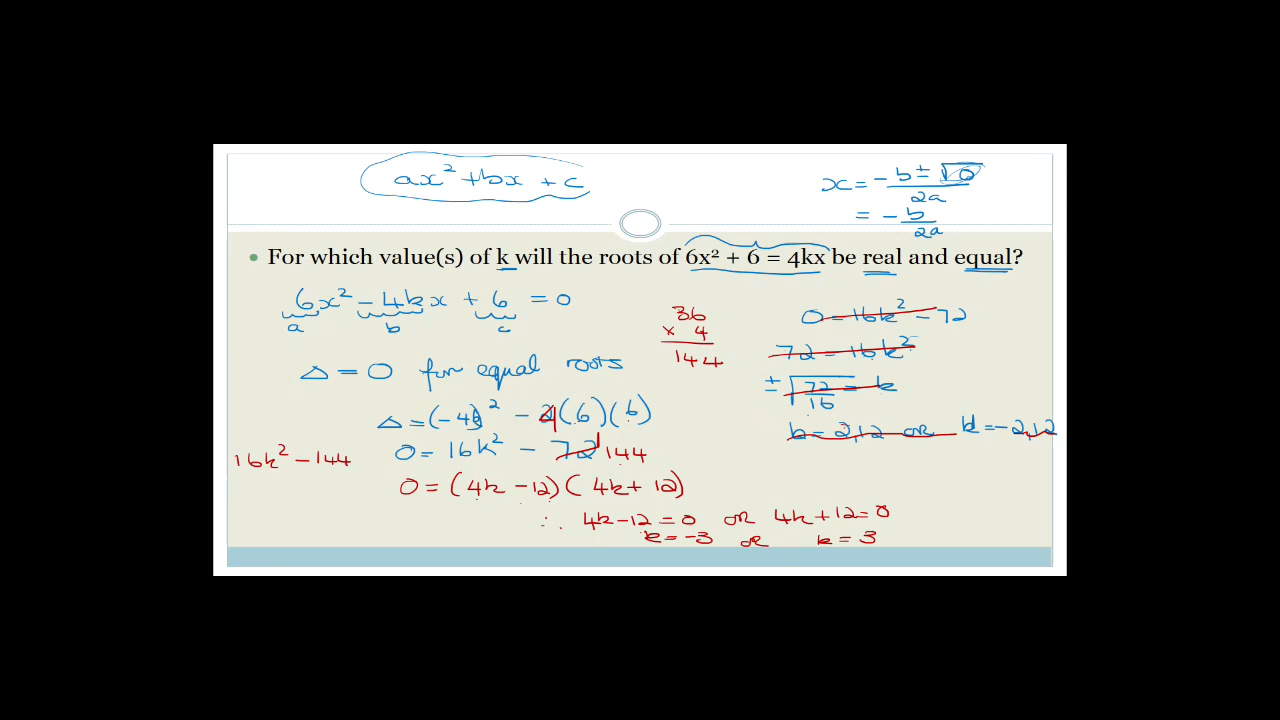 ax² + bx + c
x = -b ± √0 / 2a
= -b / 2a
• For which value(s) of k will the roots of 6x² + 6 = 4kx be real and equal?
6x² - 4kx + 6 = 0
a b c
Δ = 0 for equal roots
Δ = (-4k)² - 4(6)(6)
0 = 16k² - 72 144
16k² - 144
0 = (4k - 12)(4k + 12)
∴ 4k - 12 = 0 or 4k + 12 = 0
k = -3 or k = 3
36
× 4
144
0 = 16k² - 72
72 = 16k²
± √72/16 = k
k = 2,12 or k = -2,12